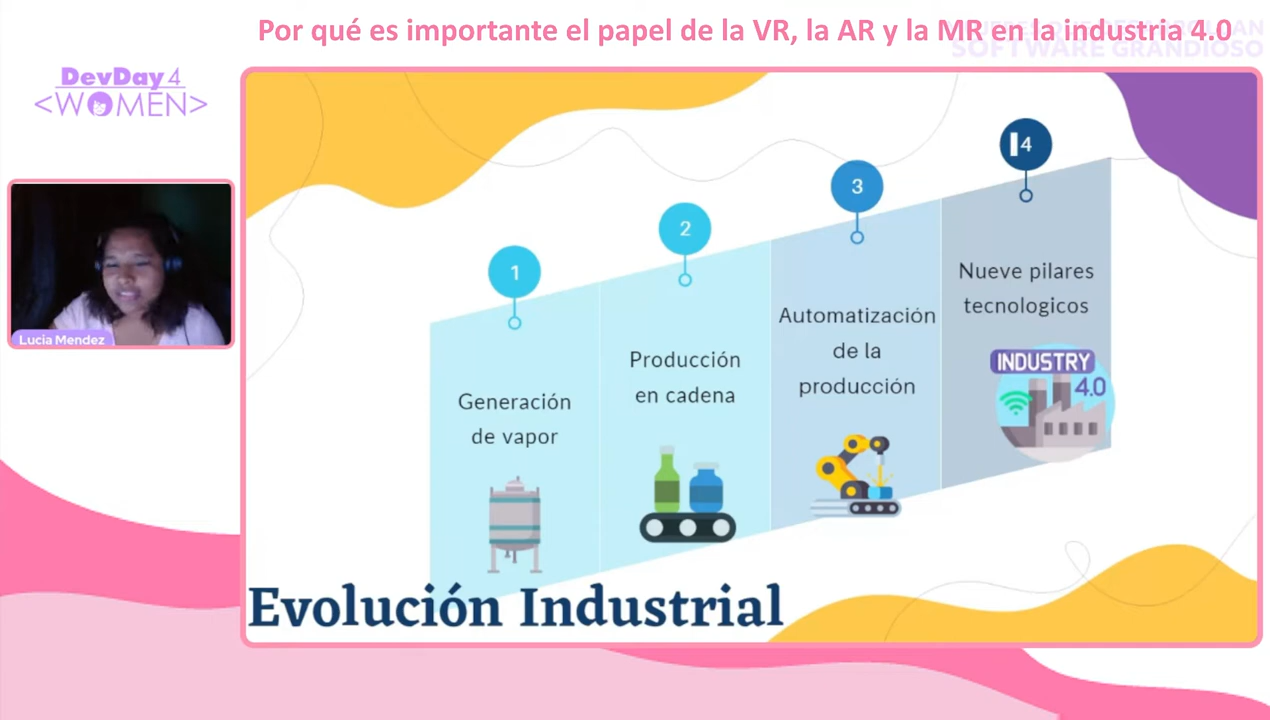 Por qué es importante el papel de la VR, la AR y la MR en la industria 4.0
SOFTWARE GRANDIOSO
DevDay4
<WOMEN>
Lucia Mendez
1
Generación
de vapor
2
Producción
en cadena
3
Automatización
de la
producción
4
Nueve pilares
tecnologicos
INDUSTRY
4.0
Evolución Industrial